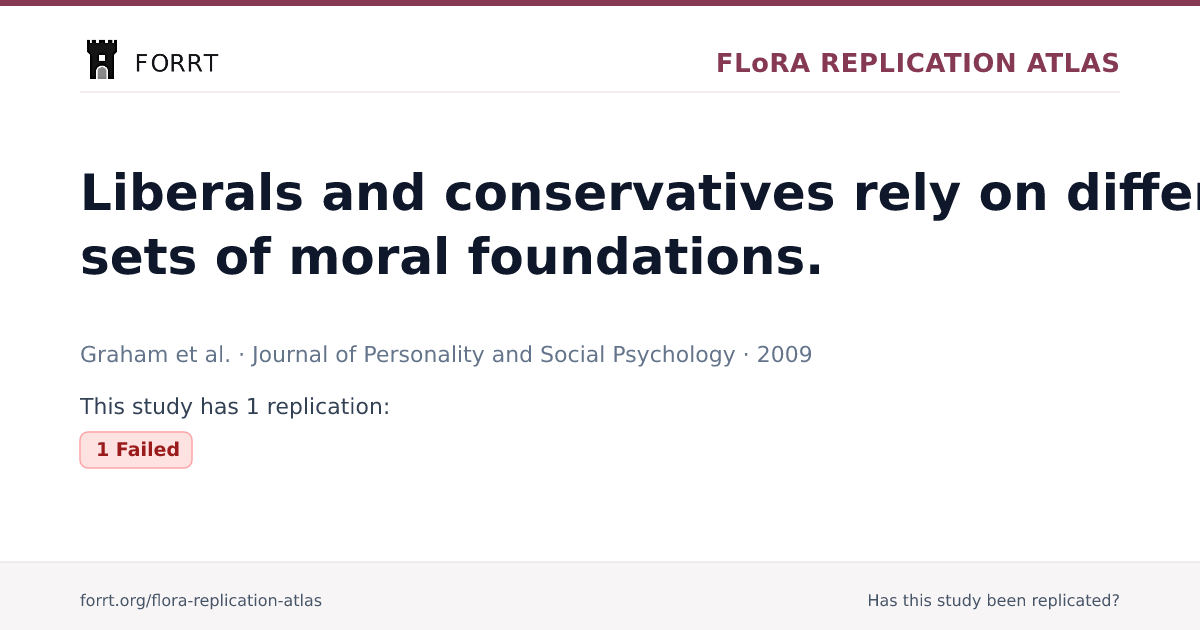 FORRT
FLoRA REPLICATION ATLAS
Liberals and conservatives rely on differ
sets of moral foundations.
Graham et al. · Journal of Personality and Social Psychology · 2009
This study has 1 replication:
1 Failed
forrt.org/flora-replication-atlas
Has this study been replicated?